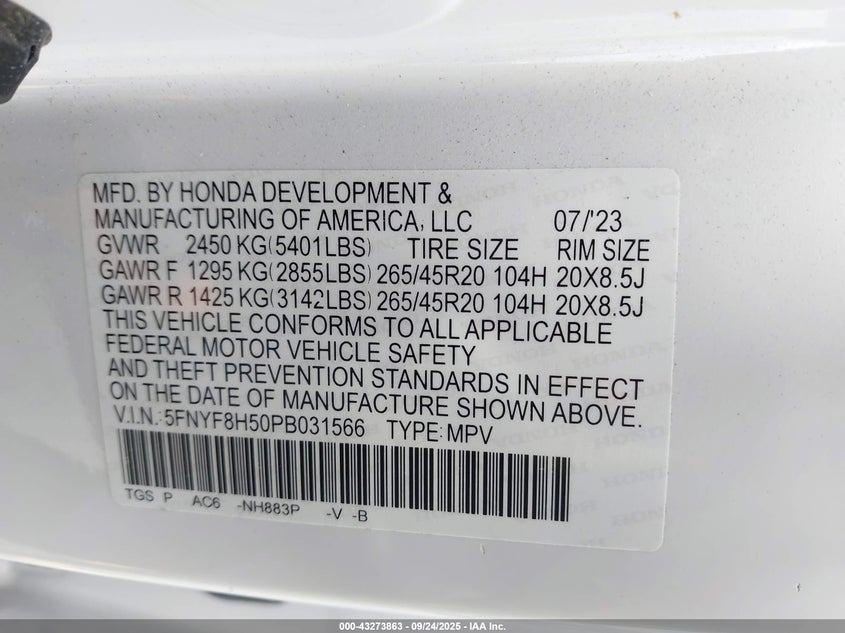 MFD. BY HONDA DEVELOPMENT &
MANUFACTURING OF AMERICA, LLC 07/'23
GVWR 2450 KG(5401LBS) TIRE SIZE RIM SIZE
GAWR F 1295 KG(2855LBS) 265/45R20 104H 20X8.5J
GAWR R 1425 KG(3142LBS) 265/45R20 104H 20X8.5J
THIS VEHICLE CONFORMS TO ALL APPLICABLE
FEDERAL MOTOR VEHICLE SAFETY
AND THEFT PREVENTION STANDARDS IN EFFECT
ON THE DATE OF MANUFACTURE SHOWN ABOVE.
V.I.N.:5FNYF8H50PB031566 TYPE:MPV
TGS P AC6 -NH883P -V -B
000-43273863 - 09/24/2025 - IAA Inc.